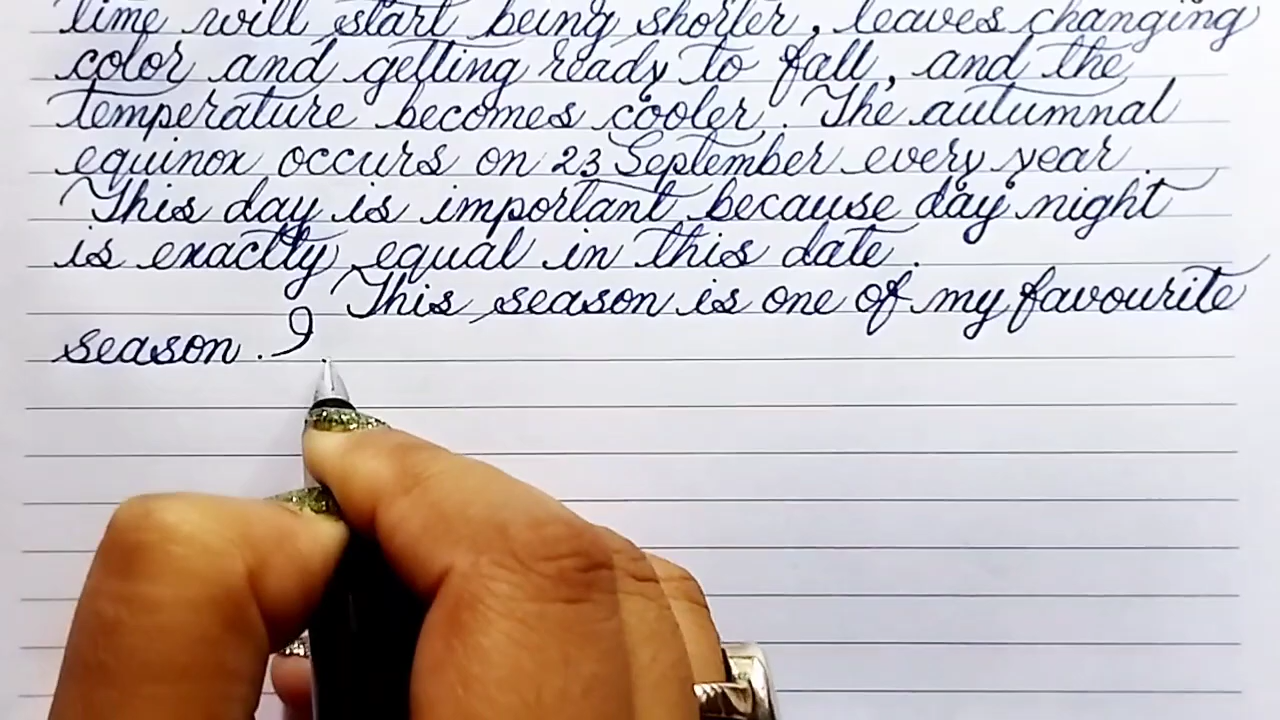 time will start being shorter, leaves changing
color and getting ready to fall, and the
temperature becomes cooler. The autumnal
equinox occurs on 23 September every year.
This day is important because day night
is exactly equal in this date.
This season is one of my favourite
season. I